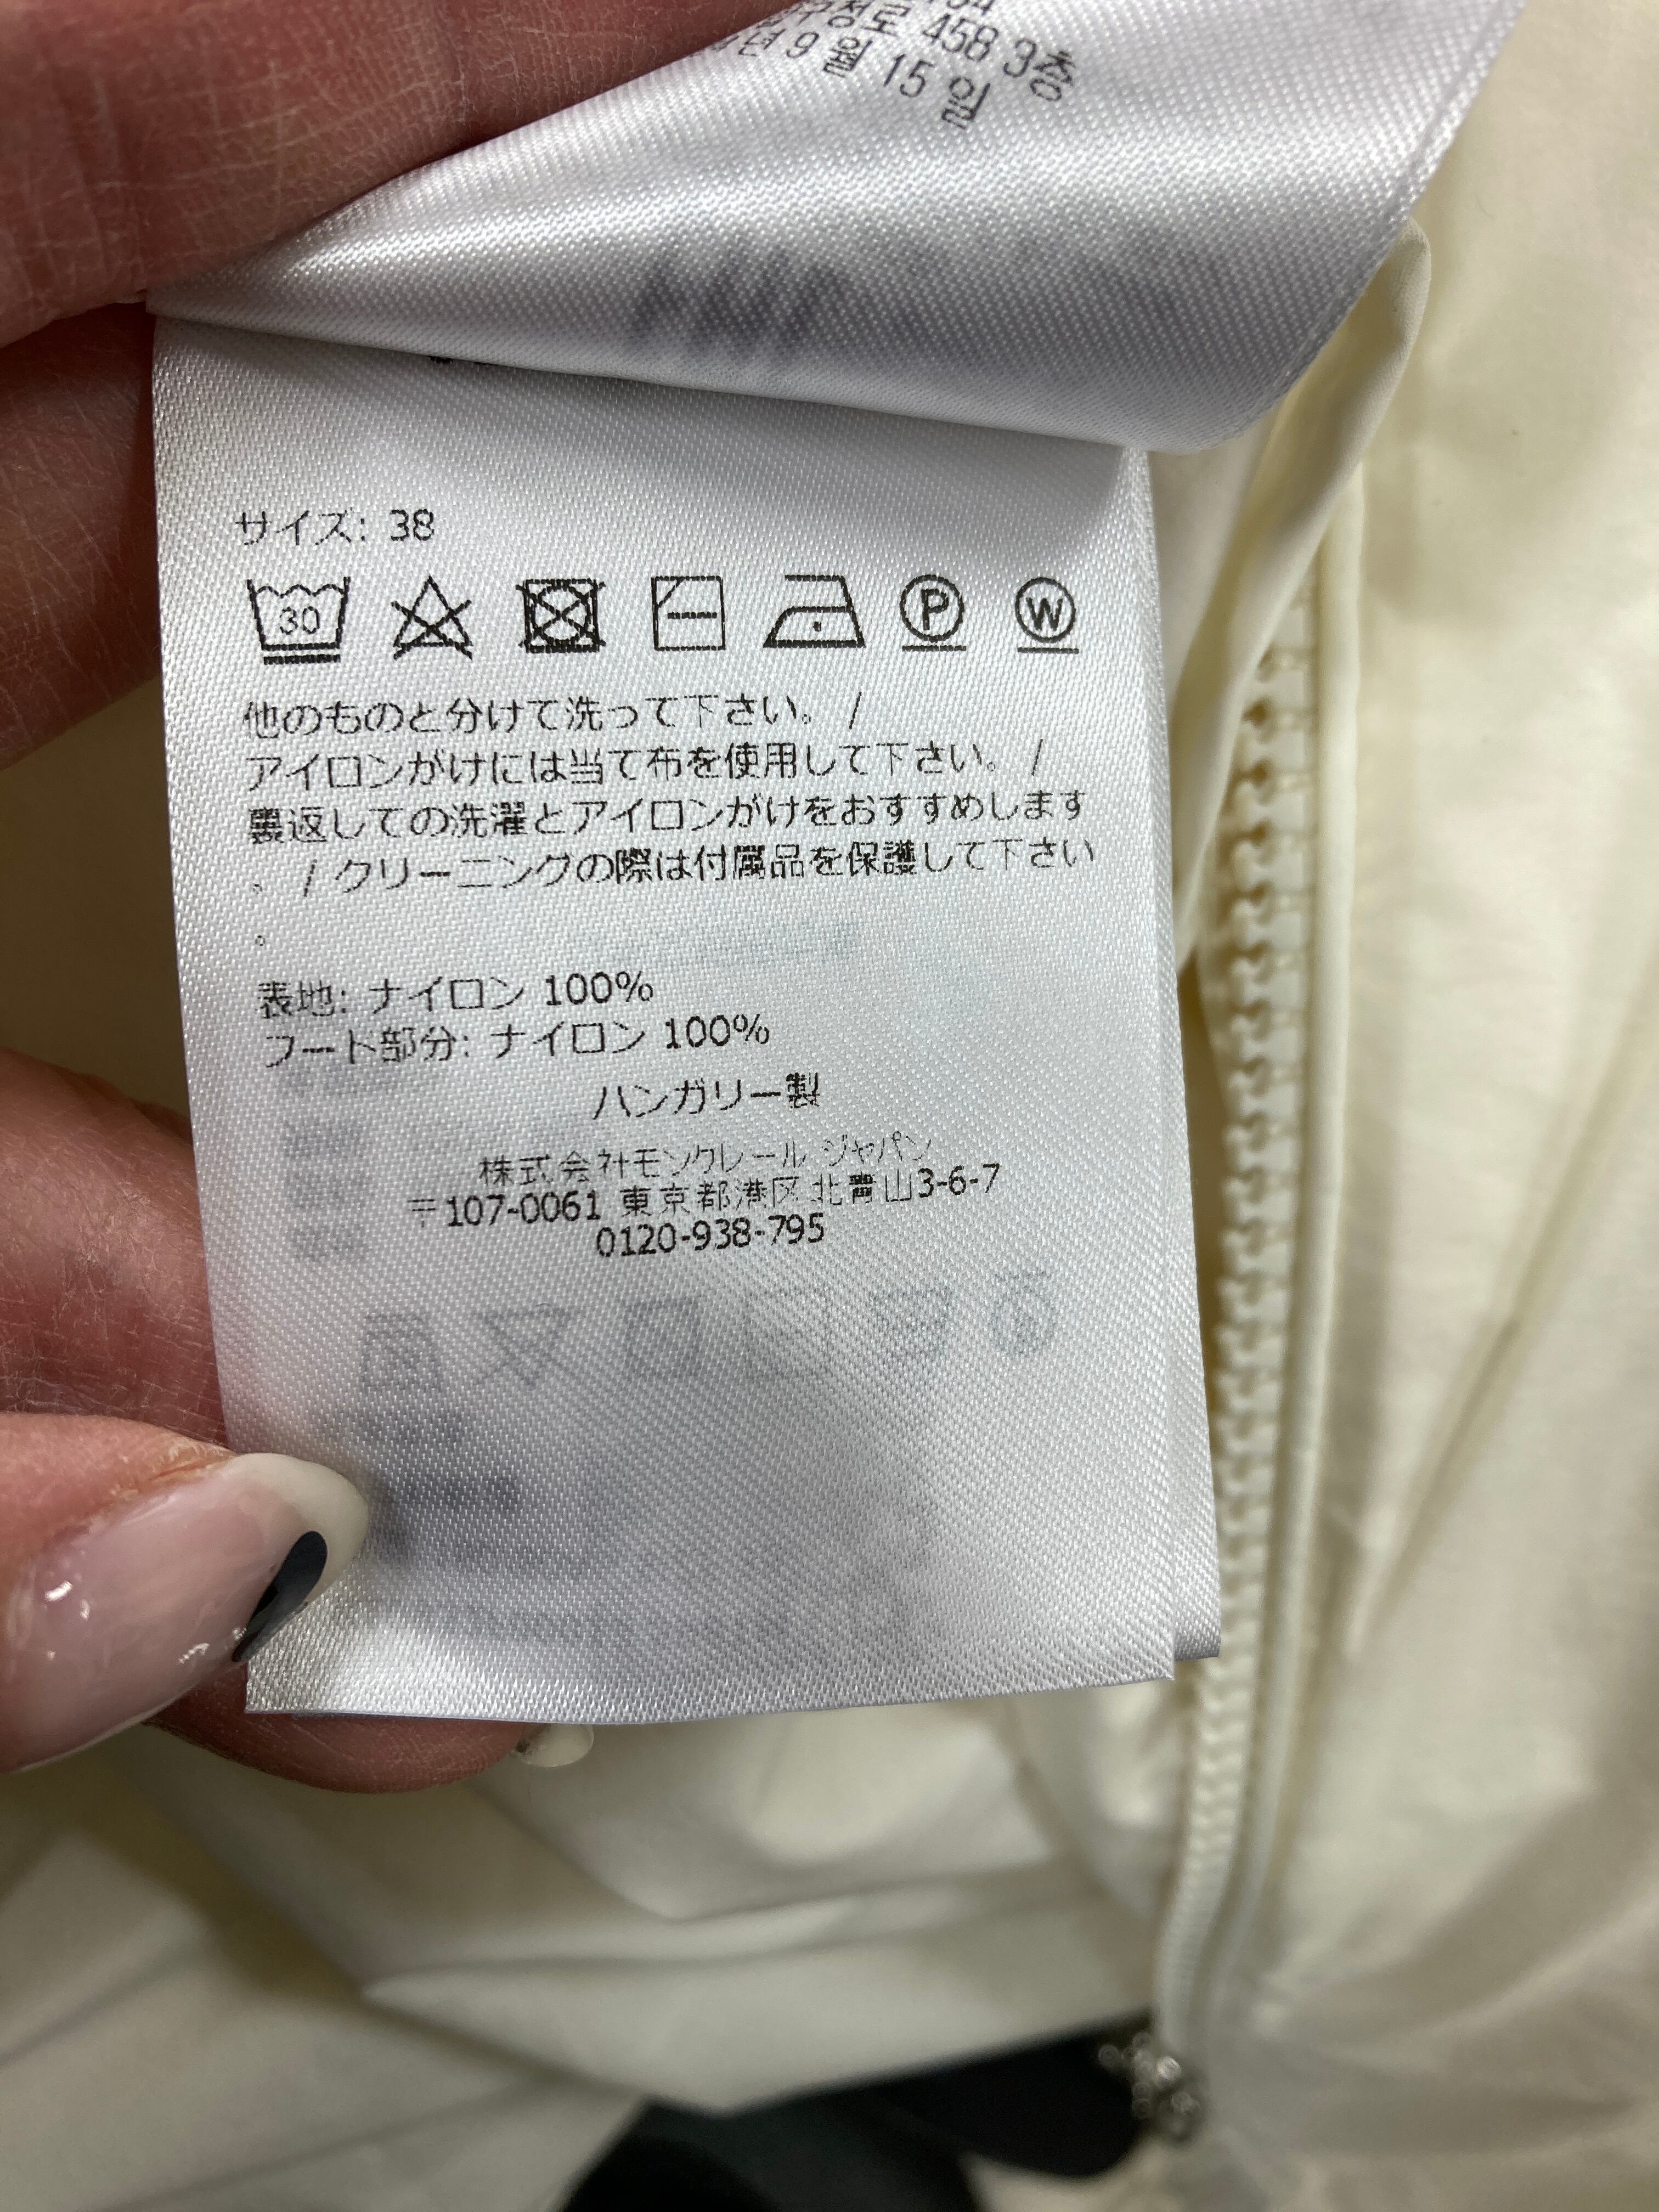 구정로 458 3층
년 9 월 15 일
サイズ: 38
30
P
W
他のものと分けて洗って下さい。 /
アイロンがけには当て布を使用して下さい。 /
裏返しての洗濯とアイロンがけをおすすめします
。 / クリーニングの際は付属品を保護して下さい
。
表地: ナイロン 100%
フード部分: ナイロン 100%
ハンガリー製
株式会社モンクレール ジャパン
〒107-0061 東京都港区北青山3-6-7
0120-938-795